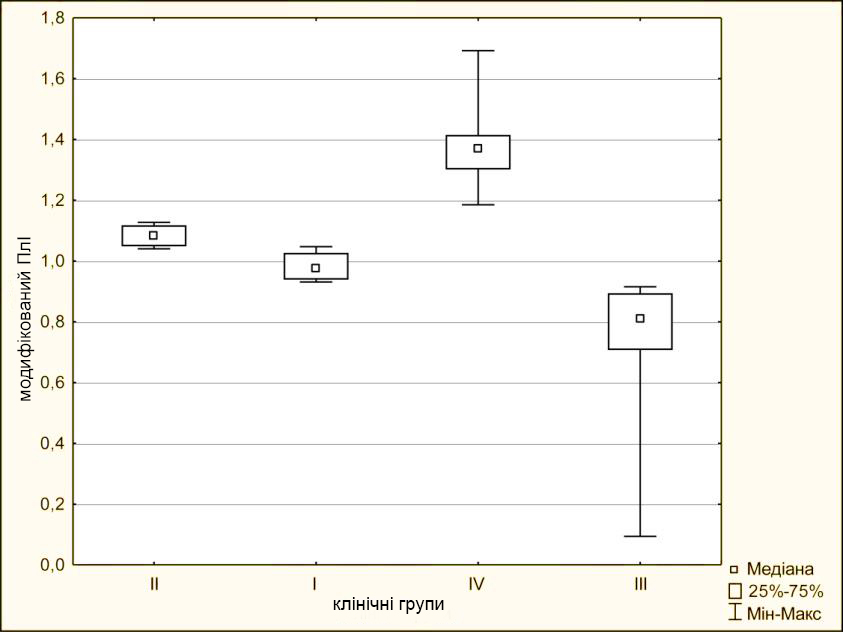 1,8
1,6
1,4
1,2
1,0
0,8
0,6
0,4
0,2
0,0
модифікований ПлІ
II
I
IV
III
клінічні групи
Медіана
25%-75%
Мін-Макс